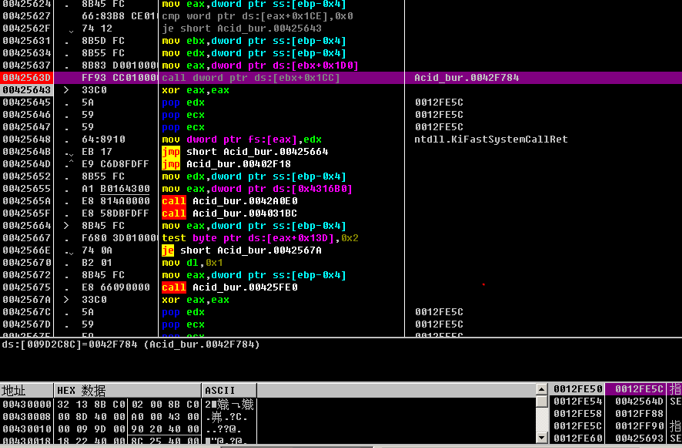 00425624 . 8B45 FC mov eax,dword ptr ss:[ebp-0x4]
00425627 . 66:83B8 CE01 cmp word ptr ds:[eax+0x1CE],0x0
0042562F . 74 12 je short Acid_bur.00425643
00425631 . 8B5D FC mov ebx,dword ptr ss:[ebp-0x4]
00425634 . 8B55 FC mov edx,dword ptr ss:[ebp-0x4]
00425637 . 8B83 D001000 mov eax,dword ptr ds:[ebx+0x1D0]
0042563D . FF93 CC01000 call dword ptr ds:[ebx+0x1CC] Acid_bur.0042F784
00425643 > 33C0 xor eax,eax
00425645 . 5A pop edx 0012FE5C
00425646 . 59 pop ecx 0012FE5C
00425647 . 59 pop ecx 0012FE5C
00425648 . 64:8910 mov dword ptr fs:[eax],edx ntdll.KiFastSystemCallRet
0042564B . EB 17 jmp short Acid_bur.00425664
0042564D .^ E9 C6D8FDFF jmp Acid_bur.00402F18
00425652 . 8B55 FC mov edx,dword ptr ss:[ebp-0x4]
00425655 . A1 B0164300 mov eax,dword ptr ds:[0x4316B0]
0042565A . E8 814A0000 call Acid_bur.0042A0E0
0042565F . E8 58DBFDFF call Acid_bur.004031BC
00425664 > 8B45 FC mov eax,dword ptr ss:[ebp-0x4]
00425667 . F680 3D01000 test byte ptr ds:[eax+0x13D],0x2
0042566E . 74 0A je short Acid_bur.0042567A
00425670 . B2 01 mov dl,0x1
00425672 . 8B45 FC mov eax,dword ptr ss:[ebp-0x4]
00425675 . E8 66090000 call Acid_bur.00425FE0
0042567A > 33C0 xor eax,eax
0042567C . 5A pop edx 0012FE5C
0042567D . 59 pop ecx 0012FE5C
0042567E . 59 pop ecx 0012FE5C
ds:[009D2C8C]=0042F784 (Acid_bur.0042F784)
地址 HEX 数据 ASCII
00430000 32 13 8B C0 02 00 8B C0
00430008 00 8D 40 00 A0 00 43 00
00430010 00 09 9D 00 90 20 40 00 ..??@.
00430018 18 22 40 00 8C 25 40 00
0012FE50 0012FE5C 指
0012FE54 0042564D SE
0012FE58 0012FF88
0012FE5C 0012FF90 指
0012FE60 00425693 SE